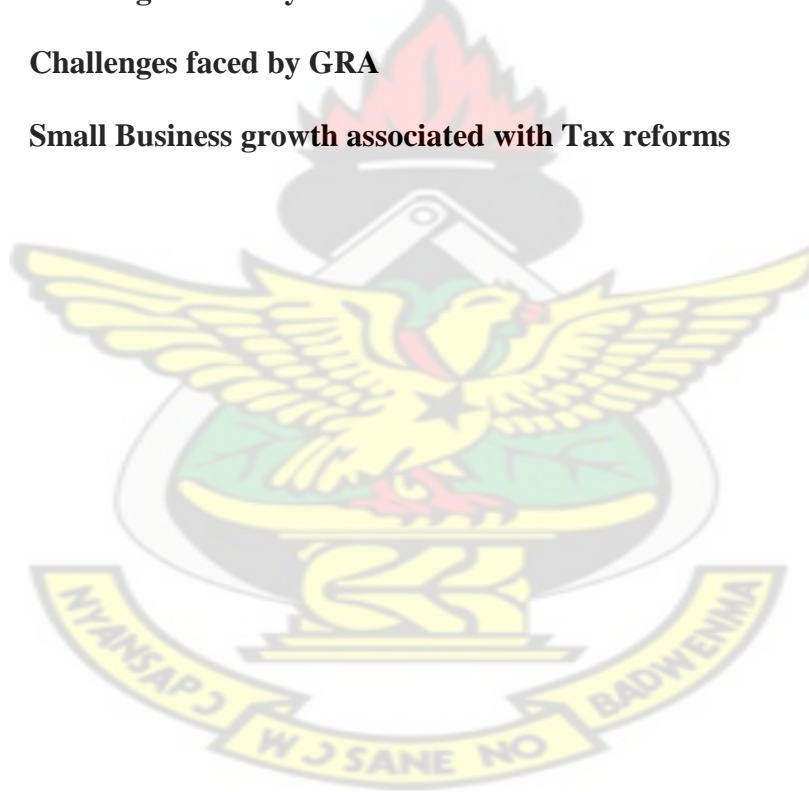 Challenges faced by GRA
Small Business growth associated with Tax reforms
NYANSAPƆ
WƆSANE NO
BADWENMA